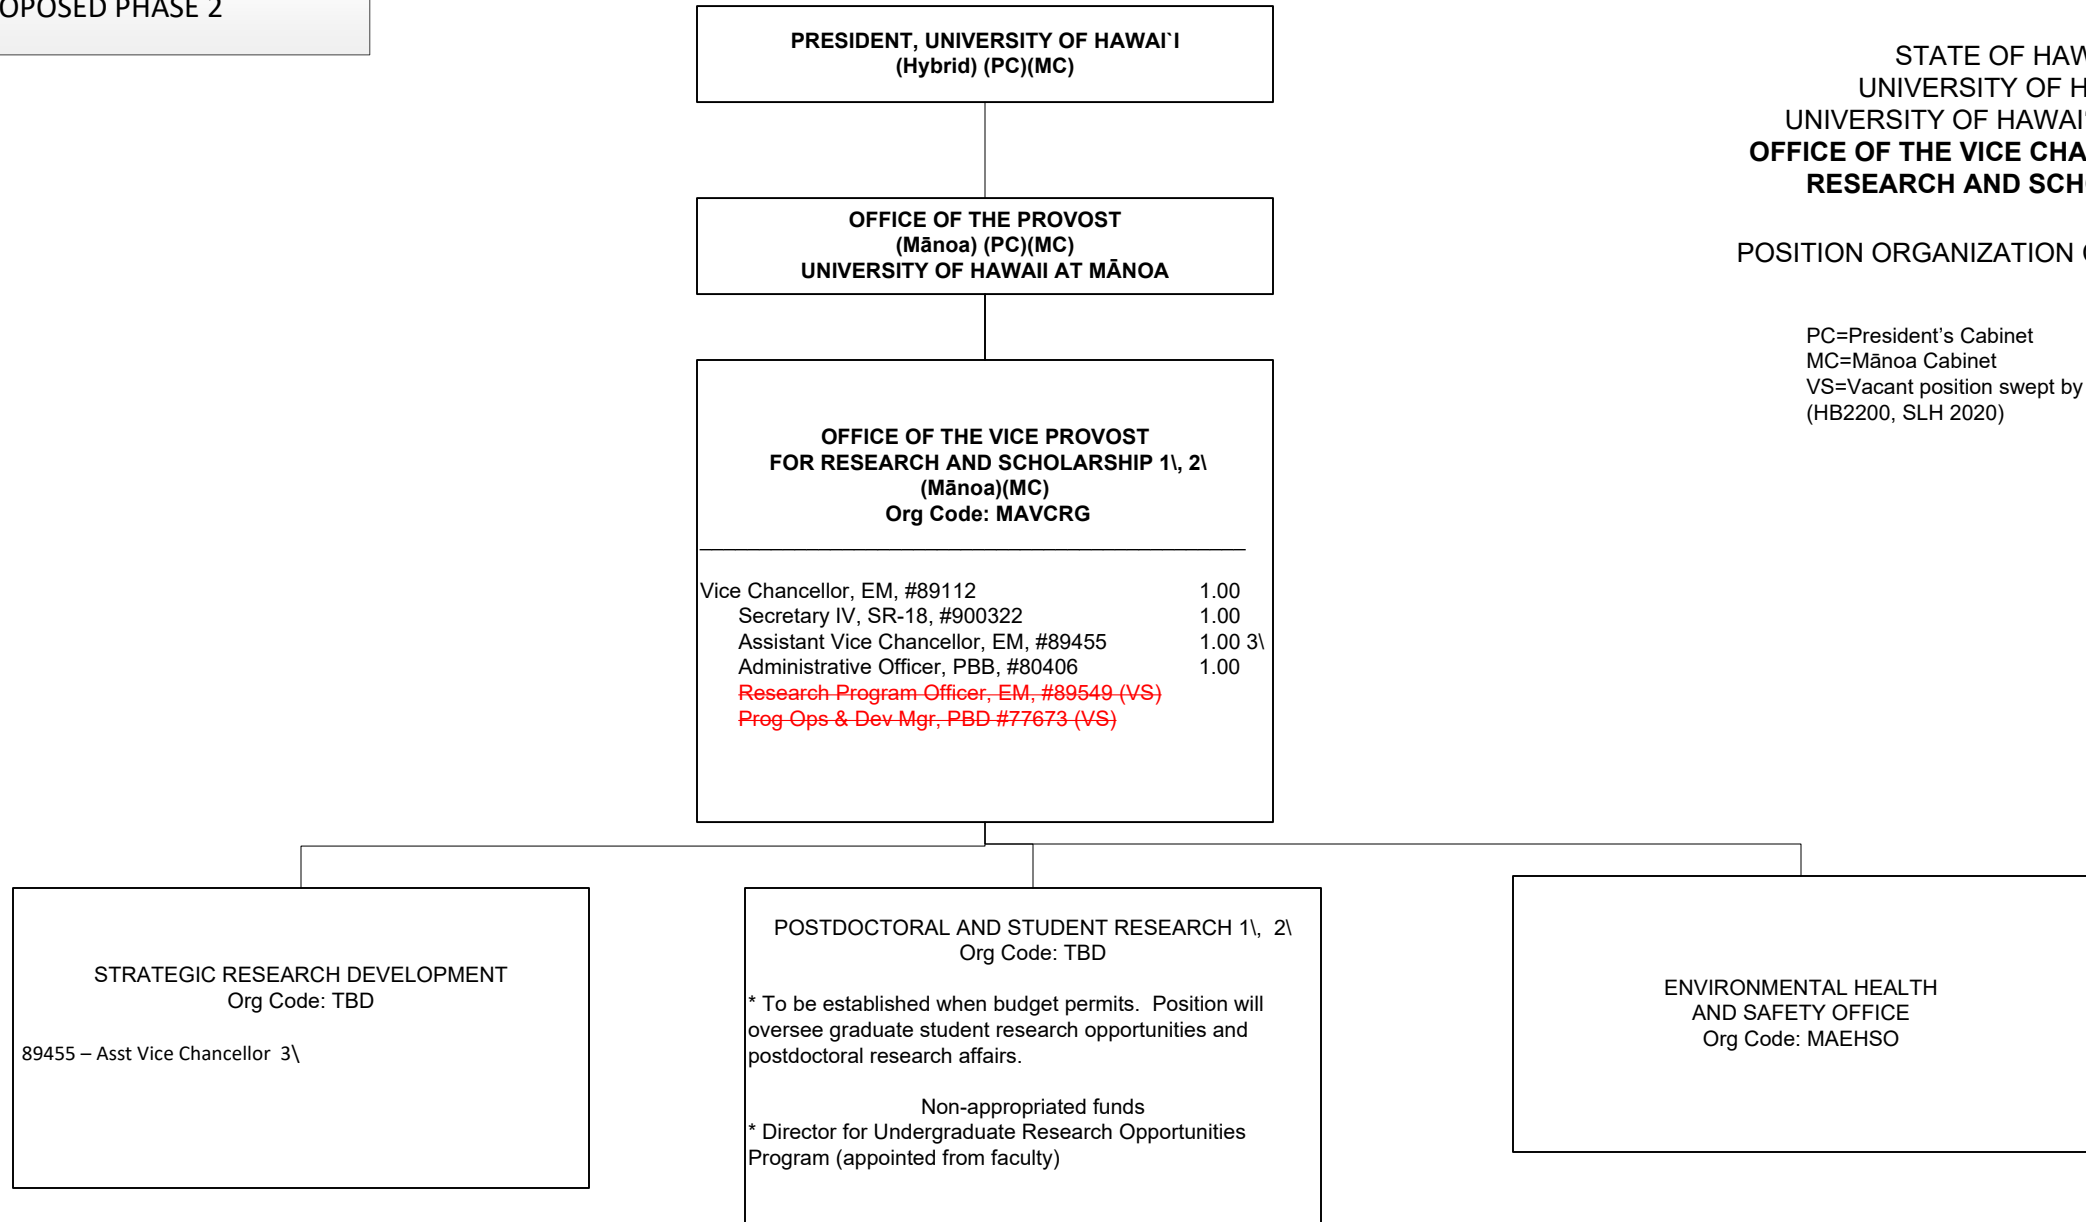 PHASE 2
PRESIDENT, UNIVERSITY OF HAWAI`I
(Hybrid) (PC)(MC)
STATE OF
UNIVERSITY OF
UNIVERSITY OF
OFFICE OF THE VICE
RESEARCH AND
POSITION ORGANIZATION
PC=President’s Cabinet
MC=Mānoa Cabinet
VS=Vacant position swept by
(HB2200, SLH 2020)
OFFICE OF THE PROVOST
(Mānoa) (PC)(MC)
UNIVERSITY OF HAWAII AT MĀNOA
OFFICE OF THE VICE PROVOST
FOR RESEARCH AND SCHOLARSHIP 1\, 2\
(Mānoa)(MC)
Org Code: MAVCRG
Vice Chancellor, EM, #89112 1.00
Secretary IV, SR-18, #900322 1.00
Assistant Vice Chancellor, EM, #89455 1.00 3\
Administrative Officer, PBB, #80406 1.00
Research Program Officer, EM, #89549 (VS)
Prog Ops & Dev Mgr, PBD #77673 (VS)
STRATEGIC RESEARCH DEVELOPMENT
Org Code: TBD
89455 – Asst Vice Chancellor 3\
POSTDOCTORAL AND STUDENT RESEARCH 1\, 2\
Org Code: TBD
* To be established when budget permits. Position will
oversee graduate student research opportunities and
postdoctoral research affairs.
Non-appropriated funds
* Director for Undergraduate Research Opportunities
Program (appointed from faculty)
ENVIRONMENTAL HEALTH
AND SAFETY OFFICE
Org Code: MAEHSO